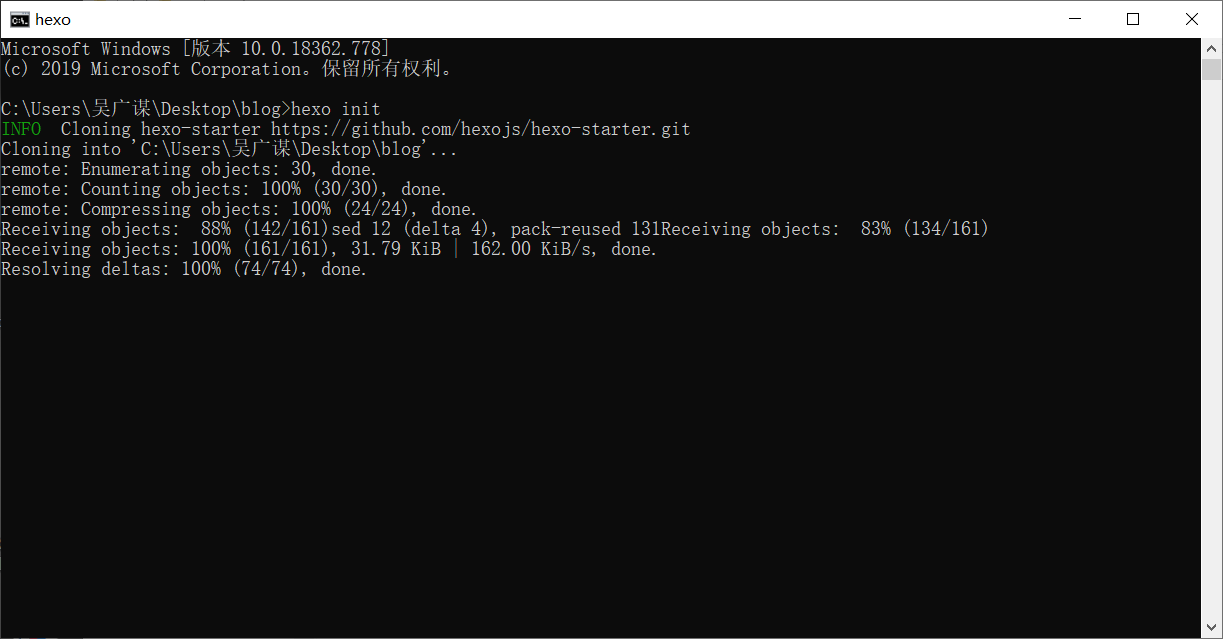 hexo
Microsoft Windows [版本 10.0.18362.778]
(c) 2019 Microsoft Corporation。保留所有权利。
C:\Users\吴广谋\Desktop\blog>hexo init
INFO  Cloning hexo-starter https://github.com/hexojs/hexo-starter.git
Cloning into 'C:\Users\吴广谋\Desktop\blog'...
remote: Enumerating objects: 30, done.
remote: Counting objects: 100% (30/30), done.
remote: Compressing objects: 100% (24/24), done.
Receiving objects:  88% (142/161)sed 12 (delta 4), pack-reused 131Receiving objects:  83% (134/161)
Receiving objects: 100% (161/161), 31.79 KiB | 162.00 KiB/s, done.
Resolving deltas: 100% (74/74), done.